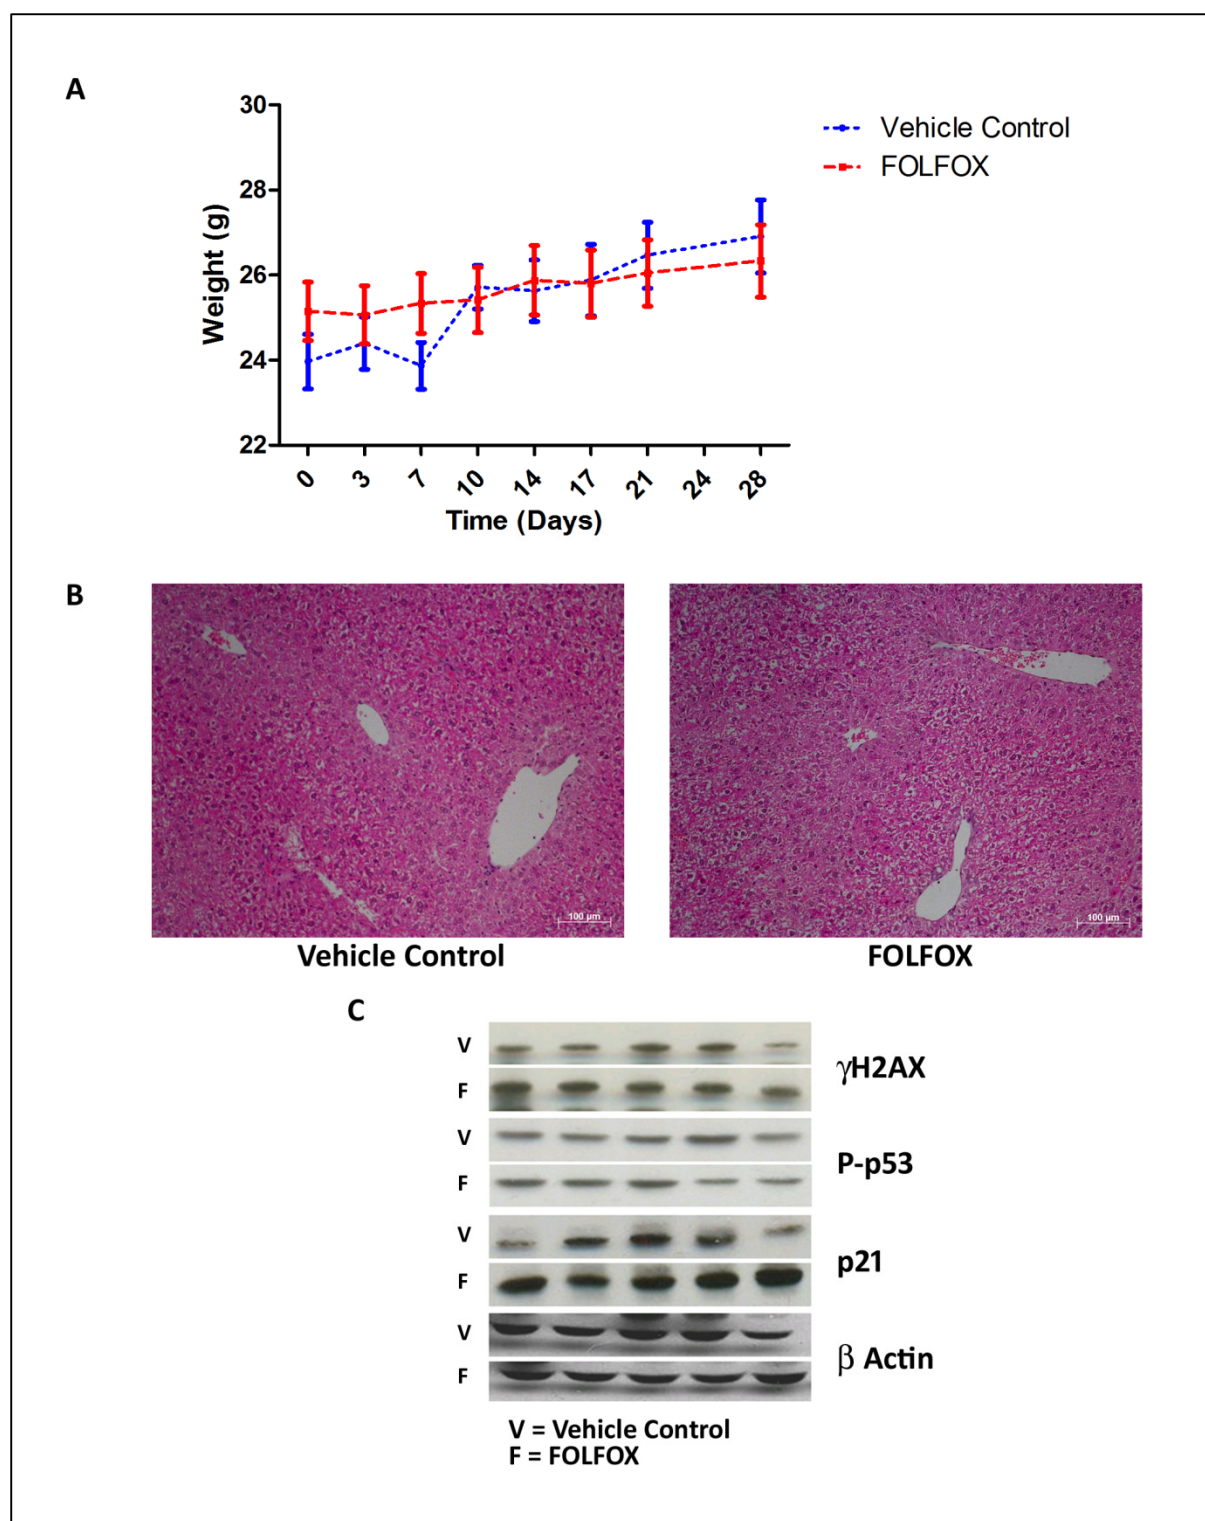 A
30
28
26
24
22
Weight (g)
0 3 7 10 14 17 21 24 28
Time (Days)
Vehicle Control
FOLFOX
B
100 µm
100 µm
Vehicle Control
FOLFOX
C
V
F
γH2AX
V
F
P-p53
V
F
p21
V
F
β Actin
V = Vehicle Control
F = FOLFOX